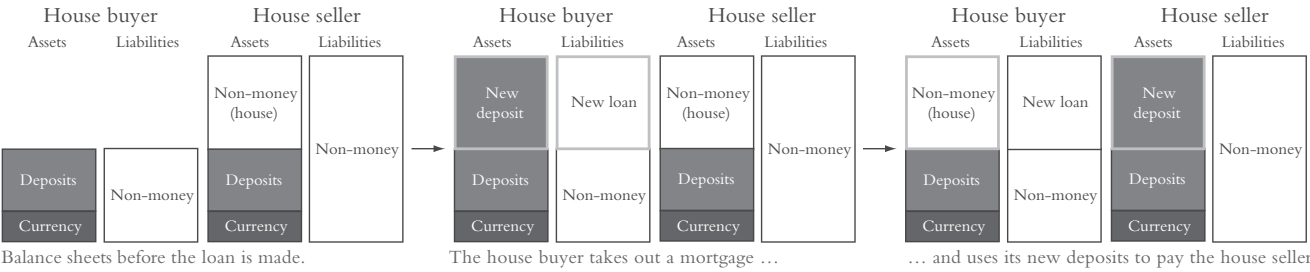 House buyer House seller House buyer House seller House buyer House seller
Assets Liabilities Assets Liabilities Assets Liabilities Assets Liabilities Assets Liabilities Assets Liabilities
Non-money
(house)
Non-money
Deposits
Non-money
Deposits
Currency
Currency
New
deposit
New loan
Non-money
(house)
Non-money
Deposits
Non-money
Deposits
Currency
Currency
Non-money
(house)
New loan
New
deposit
Non-money
Deposits
Non-money
Deposits
Currency
Currency
Balance sheets before the loan is made.
The house buyer takes out a mortgage …
… and uses its new deposits to pay the house seller